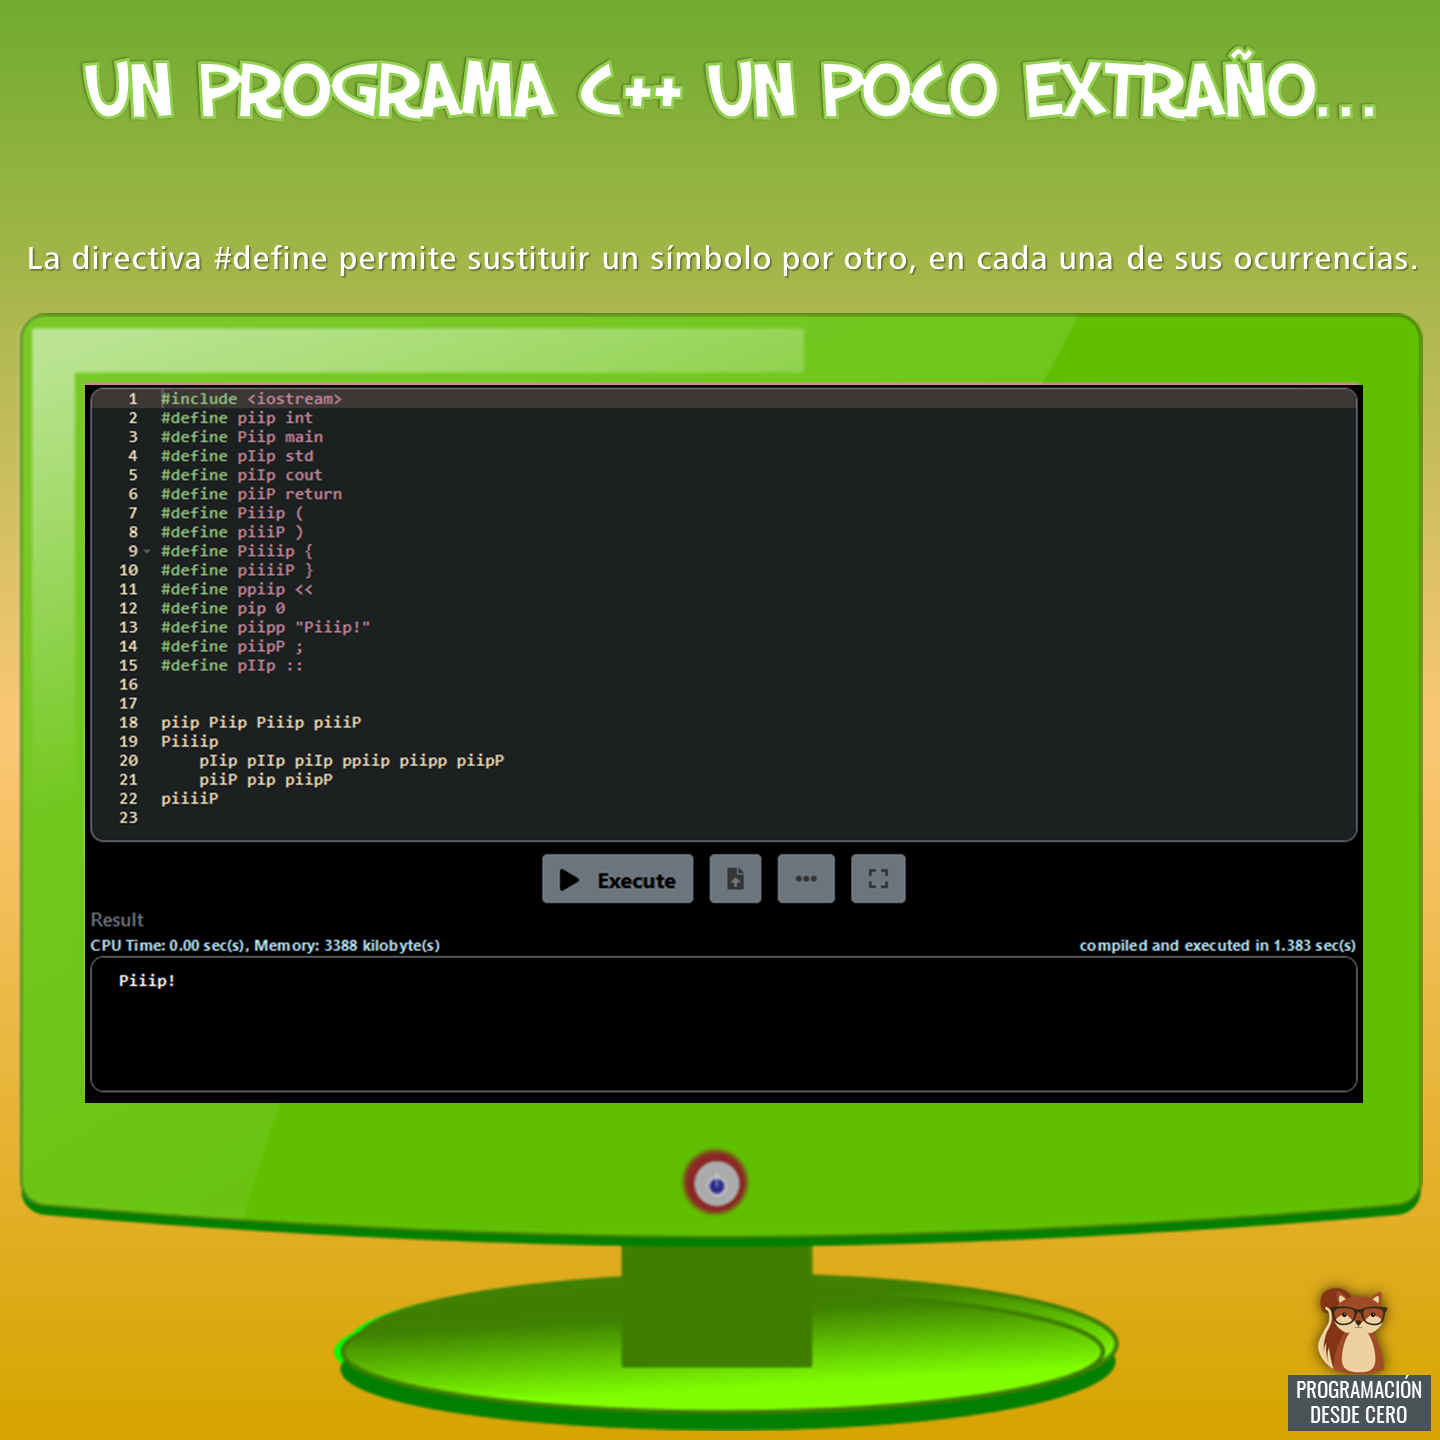 UN PROGRAMA C++ UN POCO EXTRAÑO...
La directiva #define permite sustituir un símbolo por otro, en cada una de sus ocurrencias.
1 #include <iostream>
2 #define piip int
3 #define Piip main
4 #define pIip std
5 #define piIp cout
6 #define piiP return
7 #define Piiip (
8 #define piiiP )
9 #define Piiiip {
10 #define piiiiP }
11 #define ppiip <<
12 #define pip 0
13 #define piipp "Piiip!"
14 #define piipP ;
15 #define pIIp ::
16
17
18 piip Piip Piiip piiiP
19 Piiiip
20     pIip pIIp piIp ppiip piipp piipP
21     piiP pip piipP
22 piiiiP
23
Execute
Result
CPU Time: 0.00 sec(s), Memory: 3388 kilobyte(s) compiled and executed in 1.383 sec(s)
Piiip!
PROGRAMACIÓN
DESDE CERO